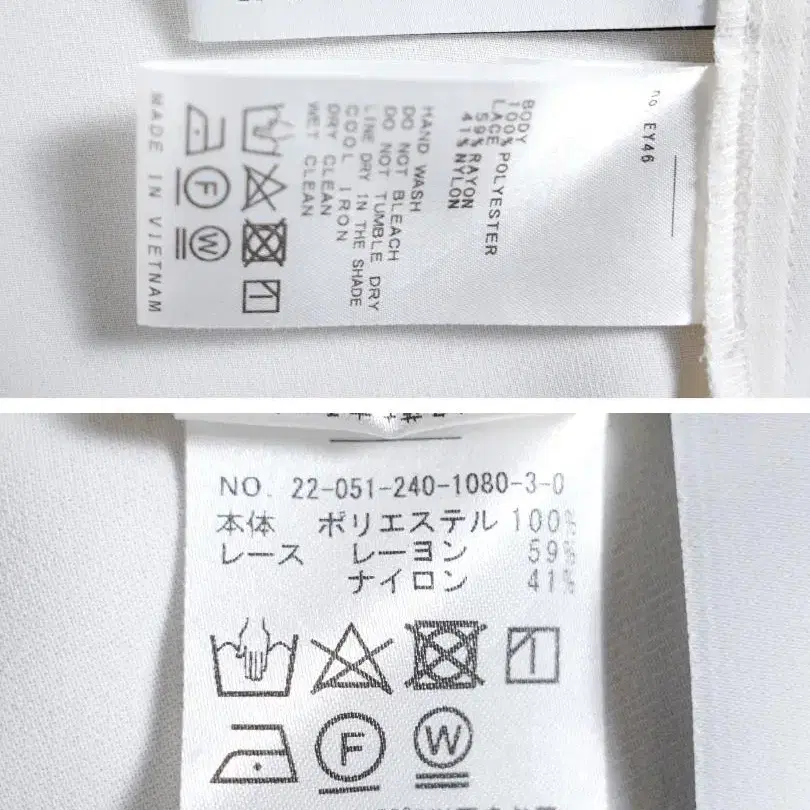 no. EY46
BODY
100% POLYESTER
LACE
59% RAYON
41% NYLON
HAND WASH
DO NOT BLEACH
DO NOT TUMBLE DRY
LINE DRY IN THE SHADE
COOL IRON
DRY CLEAN
WET CLEAN
F
W
MADE IN VIETNAM
NO. 22-051-240-1080-3-0
本体 ポリエステル 100%
レース レーヨン 59%
ナイロン 41%
F
W